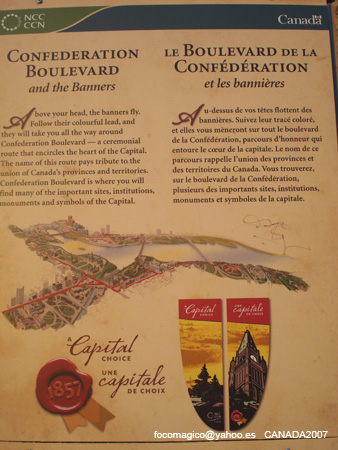 NCC
CCN
Canada
CONFEDERATION
BOULEVARD
and the Banners
Above your head, the banners fly.
Follow their colourful lead, and
they will take you all the way around
Confederation Boulevard — a ceremonial
route that encircles the heart of the Capital.
The name of this route pays tribute to the
union of Canada's provinces and territories.
Confederation Boulevard is where you will
find many of the important sites, institutions,
monuments and symbols of the Capital.
LE BOULEVARD DE LA
CONFÉDÉRATION
et les bannières
Au-dessus de vos têtes flottent des
bannières. Suivez leur tracé coloré,
et elles vous mèneront sur tout le boulevard
de la Confédération, parcours d'honneur qui
entoure le cœur de la capitale. Le nom de ce
parcours rappelle l'union des provinces et
des territoires du Canada. Vous trouverez,
sur le boulevard de la Confédération,
plusieurs des importants sites, institutions,
monuments et symboles de la capitale.
A
Capital
CHOICE
1857
UNE
capitale
DE CHOIX
A
Capital
CHOICE
UNE
capitale
DE CHOIX
focomagico@yahoo.es CANADA2007